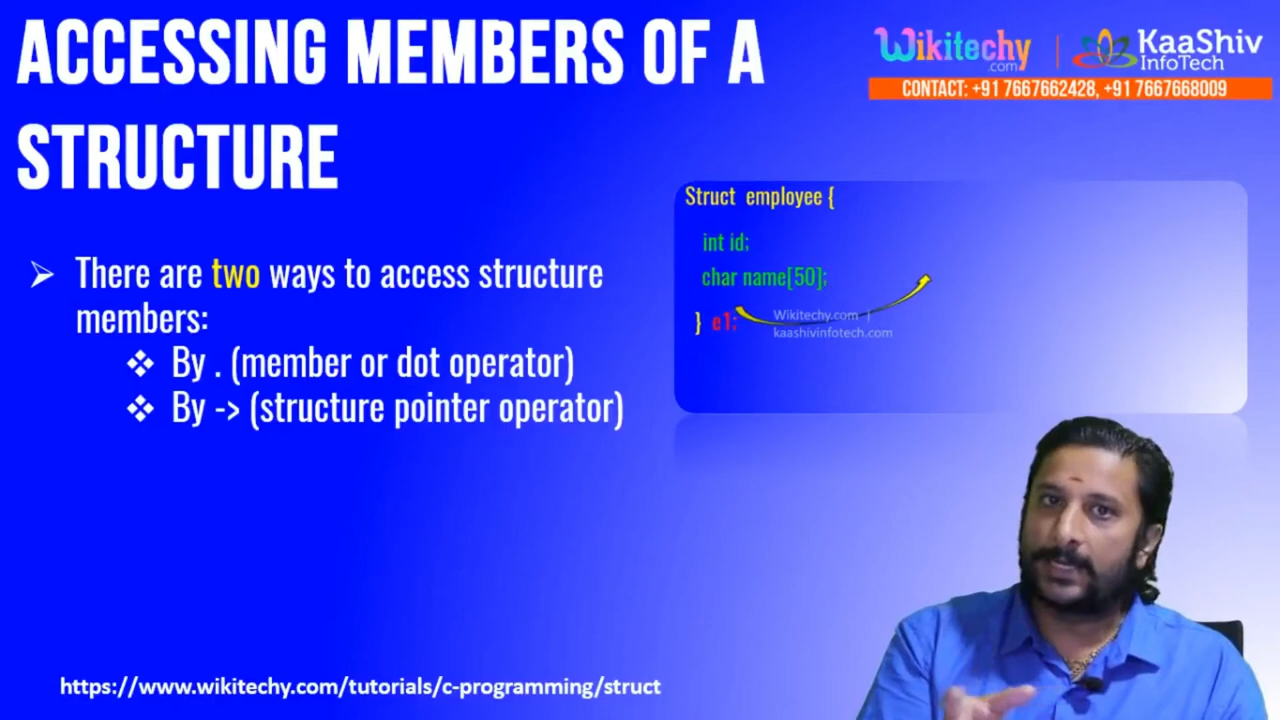 ACCESSING MEMBERS OF A
STRUCTURE
Wikitechy
.com
KaaShiv
InfoTech
CONTACT: +91 7667662428, +91 7667668009
Struct employee {
int id;
char name[50];
} e1;
Wikitechy.com |
kaashivinfotech.com
➢ There are two ways to access structure
members:
❖ By . (member or dot operator)
❖ By -> (structure pointer operator)
https://www.wikitechy.com/tutorials/c-programming/struct